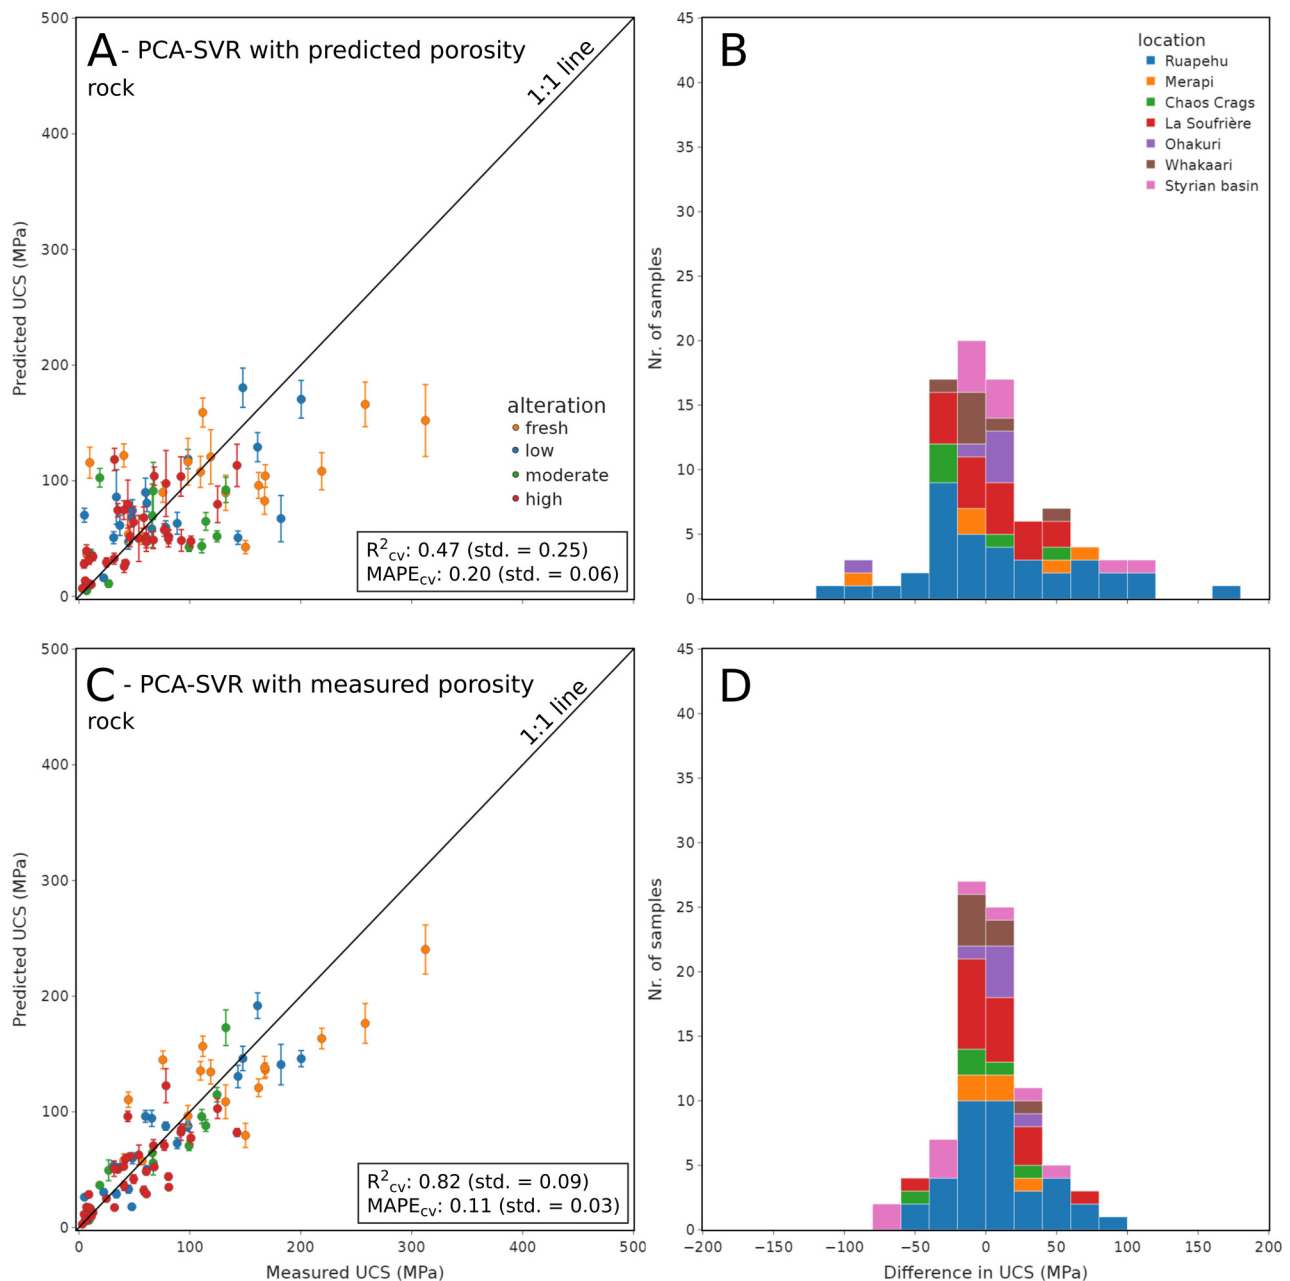 A - PCA-SVR with predicted porosity
rock
1:1 line
500
400
300
200
100
0
Predicted UCS (MPa)
alteration
fresh
low
moderate
high
R²cv: 0.47 (std. = 0.25)
MAPEcv: 0.20 (std. = 0.06)
B
45
40
35
30
25
20
15
10
5
0
Nr. of samples
location
Ruapehu
Merapi
Chaos Crags
La Soufrière
Ohakuri
Whakaari
Styrian basin
C - PCA-SVR with measured porosity
rock
1:1 line
500
400
300
200
100
0
Predicted UCS (MPa)
R²cv: 0.82 (std. = 0.09)
MAPEcv: 0.11 (std. = 0.03)
0 100 200 300 400 500
Measured UCS (MPa)
D
45
40
35
30
25
20
15
10
5
0
Nr. of samples
−200 −150 −100 −50 0 50 100 150 200
Difference in UCS (MPa)